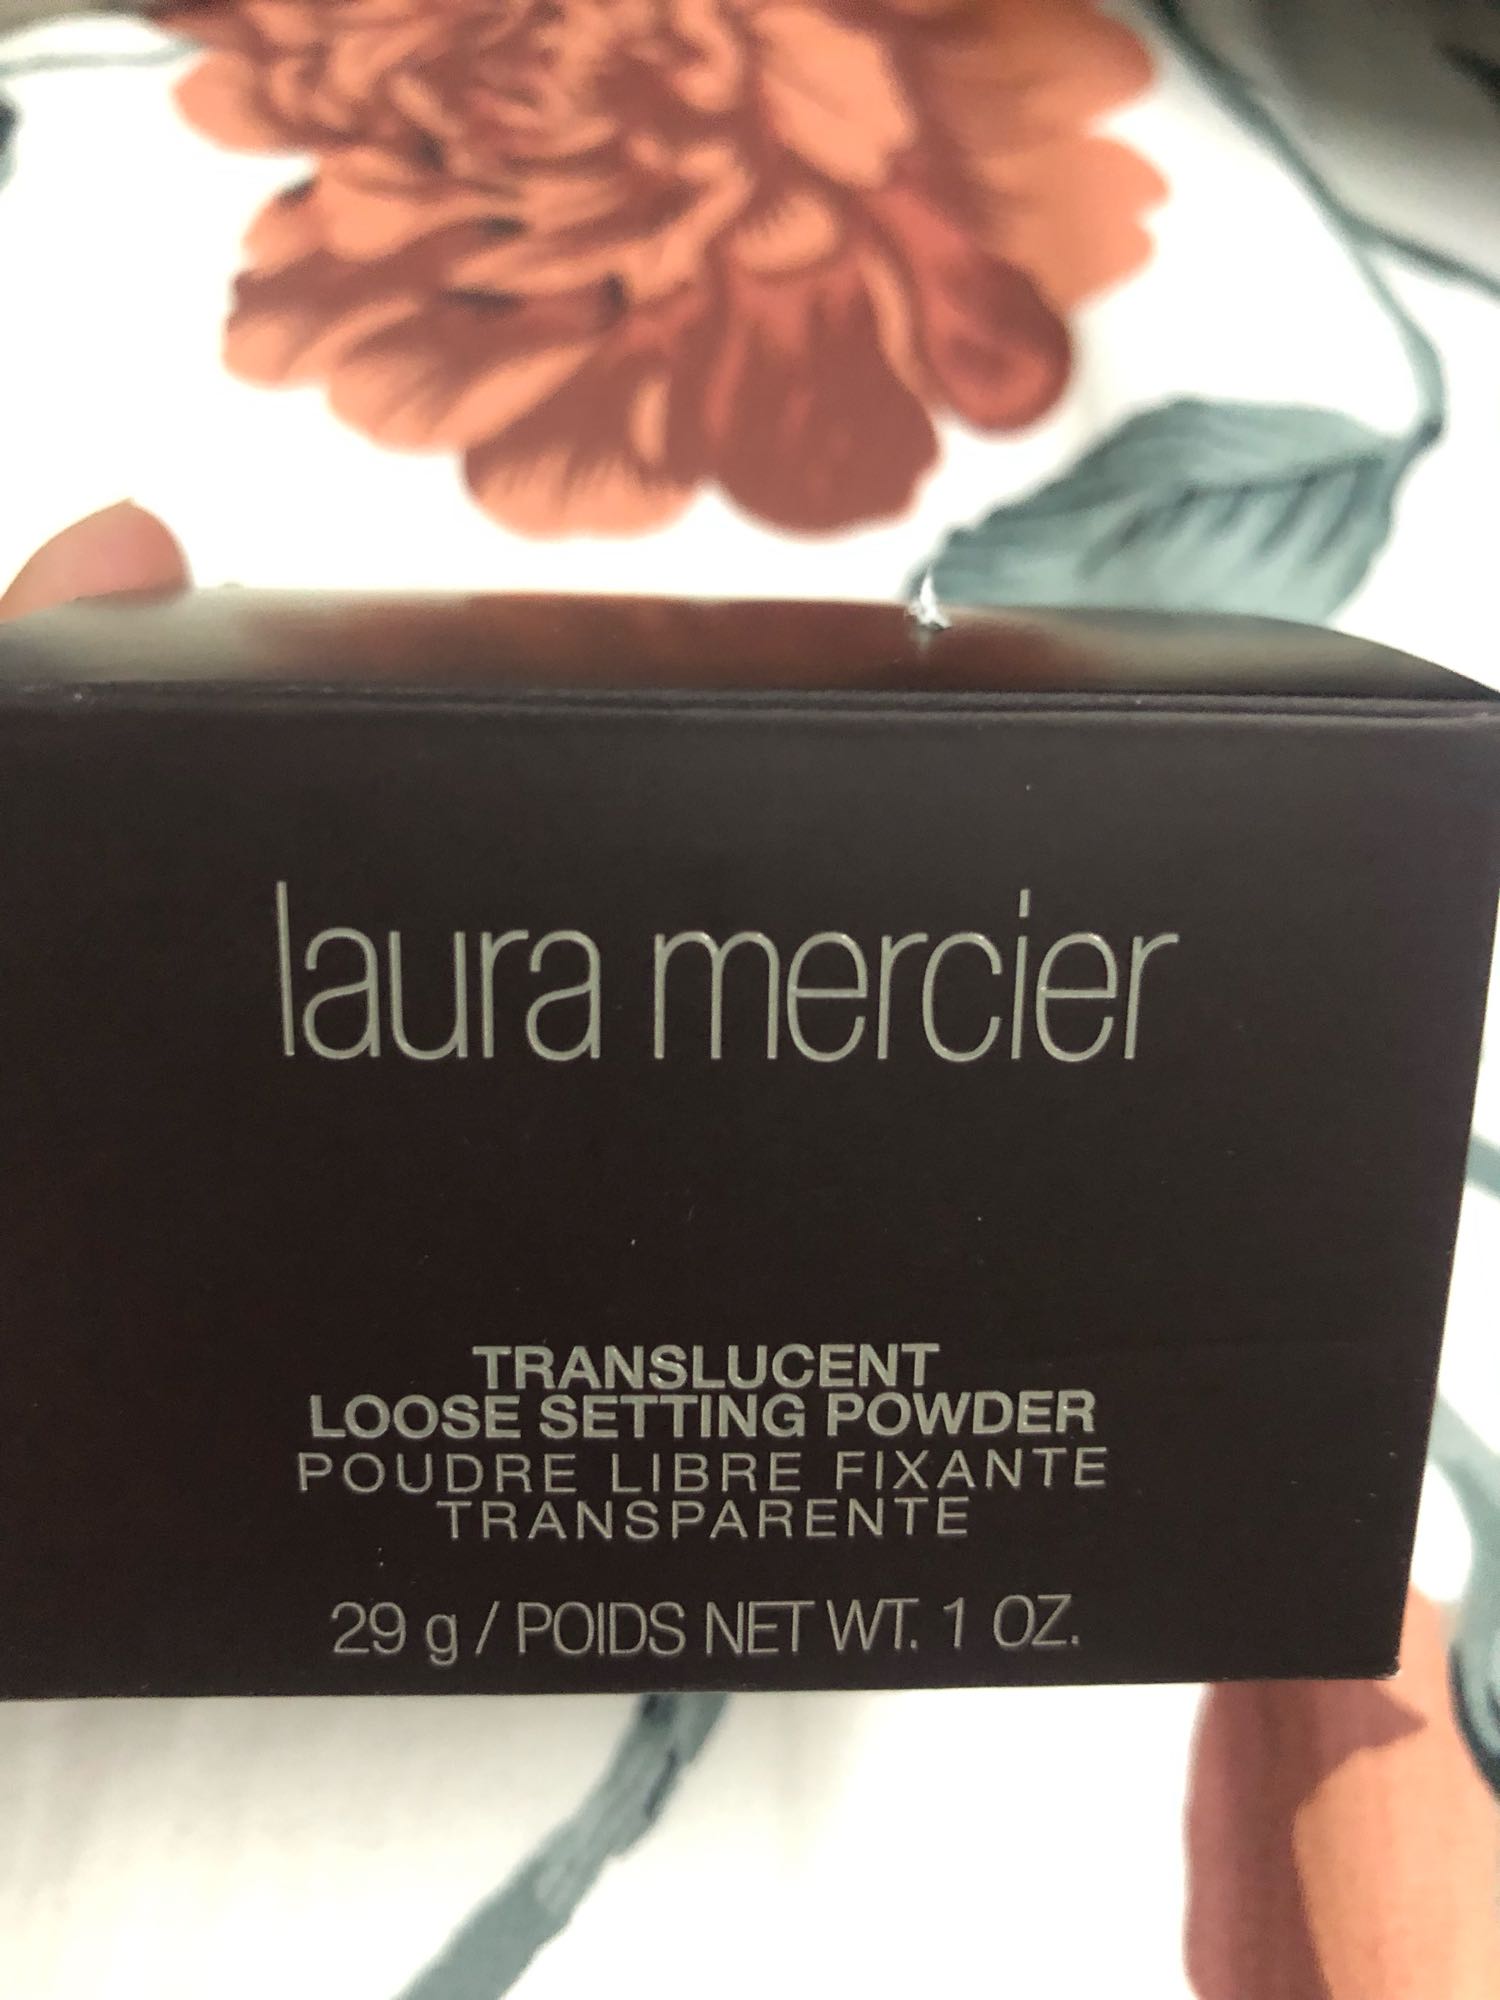 laura mercier
TRANSLUCENT
LOOSE SETTING POWDER
POUDRE LIBRE FIXANTE
TRANSPARENTE
29 g / POIDS NET WT. 1 OZ.